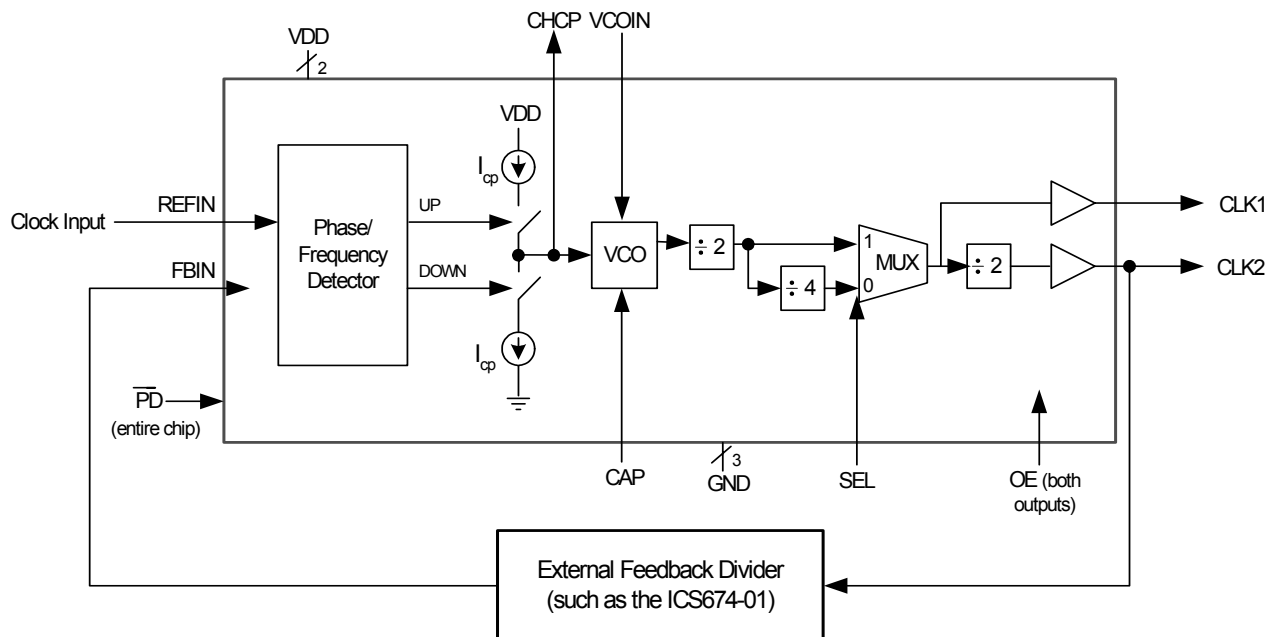 CHCP VCOIN
VDD
2
VDD
I_cp
Clock Input
REFIN
UP
Phase/
Frequency
Detector
FBIN
DOWN
I_cp
VCO
÷ 2
÷ 4
1
MUX
0
÷ 2
CLK1
CLK2
PD
(entire chip)
CAP
3
GND
SEL
OE (both
outputs)
External Feedback Divider
(such as the ICS674-01)